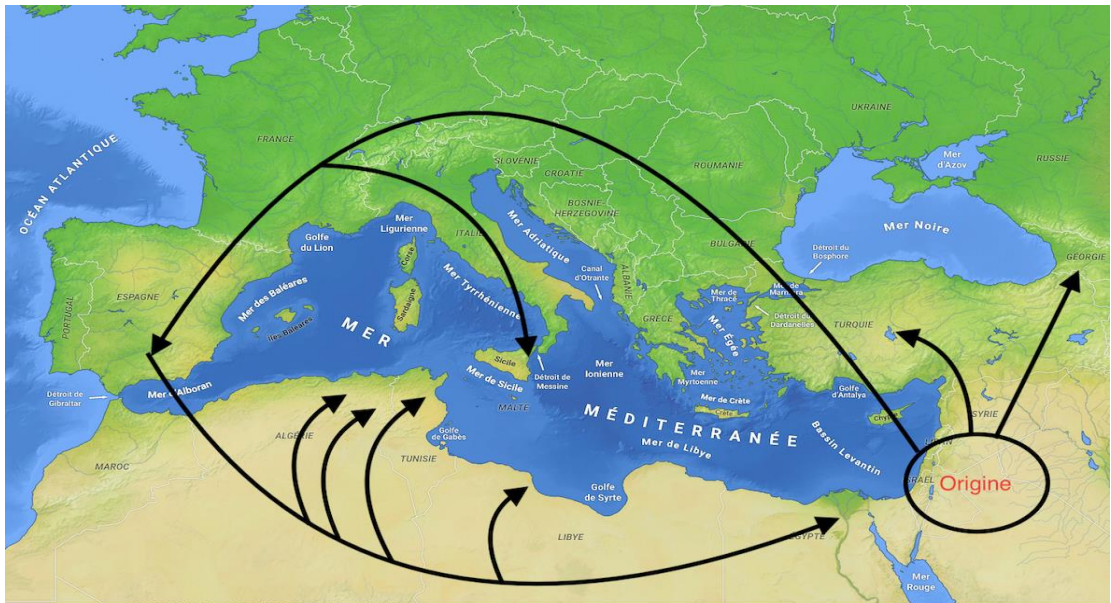 UKRAINE
OCÉAN ATLANTIQUE
FRANCE
Mer
d'Azov
RUSSIE
SLOVÉNIE
CROATIE
ROUMANIE
BOSNIE-
HERZÉGOVINE
Mer
Ligurienne
Golfe
du Lion
ITALIE
Mer Adriatique
BULGARIE
Mer Noire
Détroit du
Bosphore
GÉORGIE
Corse
Canal
d'Otrante
ALBANIE
PORTUGAL
ESPAGNE
Mer des Baléares
Iles Baléares
Sardaigne
Mer Tyrrhénienne
Mer de
Thrace
Mer de
Marmara
Détroit des
Dardanelles
GRÈCE
Mer Égée
TURQUIE
MER
Sicile
Mer de Sicile
Détroit de
Messine
Mer
Ionienne
Mer
Myrtoenne
Détroit de
Gibraltar
Mer d'Alboran
MALTE
Mer de Crète
Crète
Golfe
d'Antalya
Chypre
SYRIE
MÉDITERRANÉE
Mer de Libye
Bassin Levantin
LIBAN
ALGÉRIE
Golfe
de Gabès
TUNISIE
MAROC
Golfe
de Syrte
ISRAËL
Origine
LIBYE
ÉGYPTE
Mer
Rouge